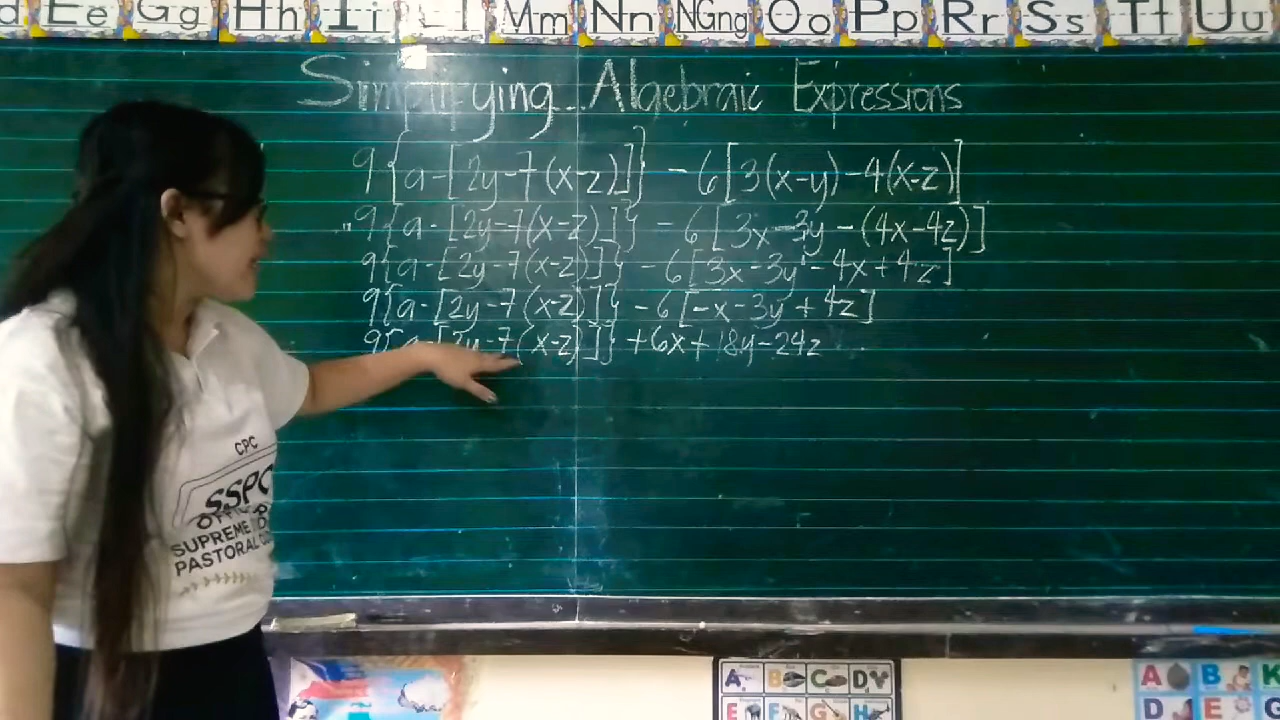 d Ee Gg Hh Ii Ll Mm Nn NGng Oo Pp Rr Ss Tt Uu
Simplifying Algebraic Expressions
9{a-[2y-7(x-z)]} - 6[3(x-y)-4(x-z)]
9{a-[2y-7(x-z)]} - 6[3x-3y-(4x-4z)]
9{a-[2y-7(x-z)]} - 6[3x-3y-4x+4z]
9{a-[2y-7(x-z)]} - 6[-x-3y+4z]
9{a-[2y-7(x-z)]} +6x+18y-24z
CPC
SSPC
SUPREME
PASTORAL
A B C D
E F G H
A B K
D E G